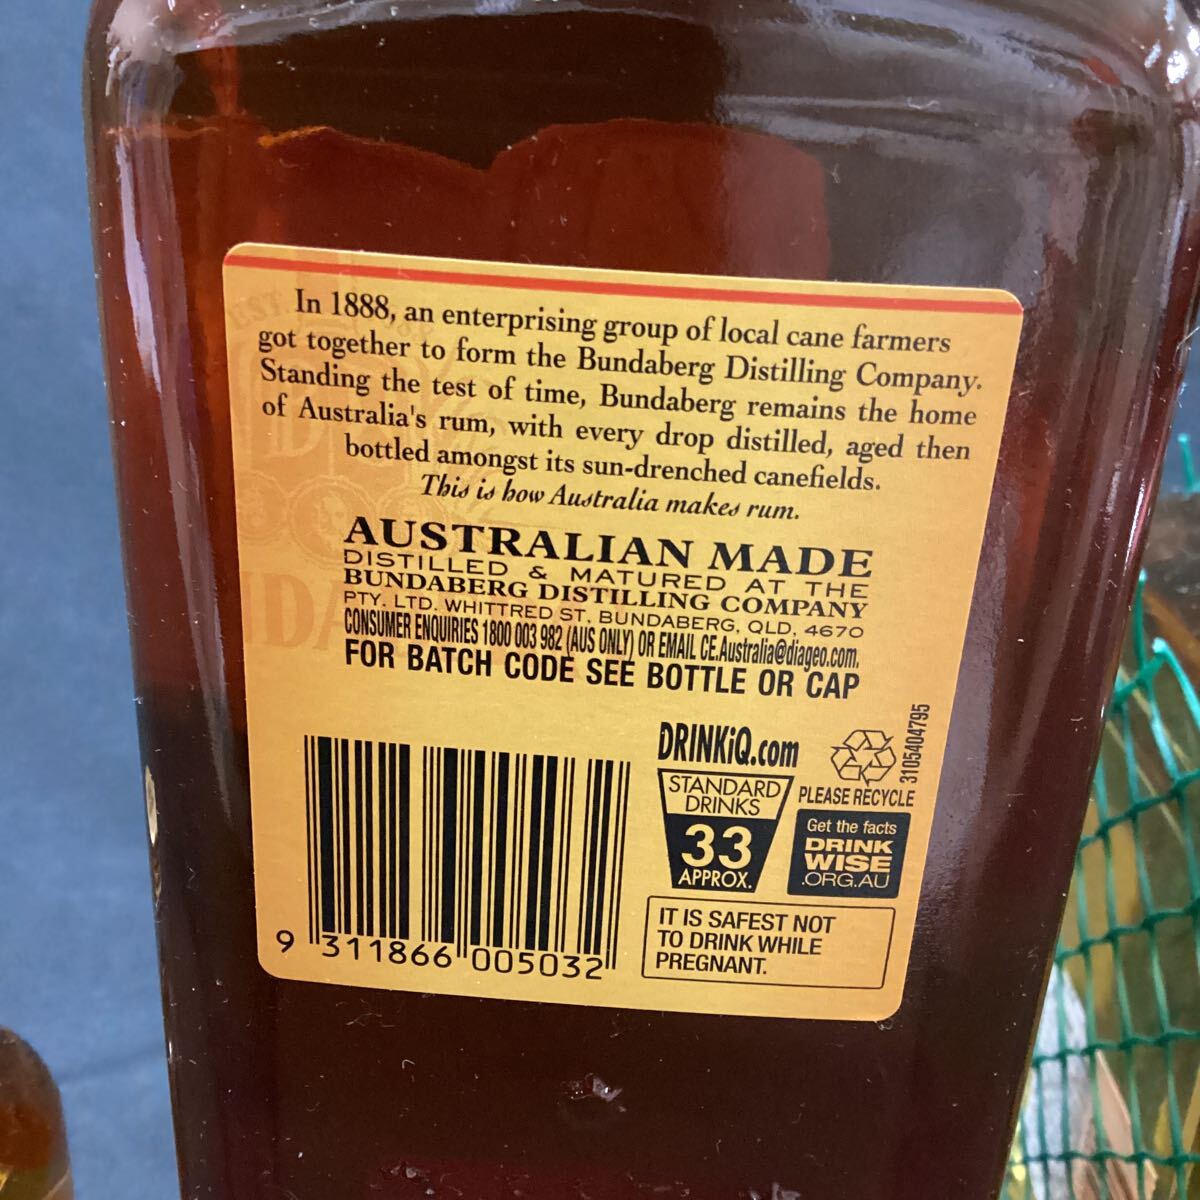 In 1888, an enterprising group of local cane farmers
got together to form the Bundaberg Distilling Company.
Standing the test of time, Bundaberg remains the home
of Australia's rum, with every drop distilled, aged then
bottled amongst its sun-drenched canefields.
This is how Australia makes rum.
AUSTRALIAN MADE
DISTILLED & MATURED AT THE
BUNDABERG DISTILLING COMPANY
PTY. LTD. WHITTRED ST, BUNDABERG, QLD, 4670
CONSUMER ENQUIRIES 1800 003 982 (AUS ONLY) OR EMAIL CE.Australia@diageo.com.
FOR BATCH CODE SEE BOTTLE OR CAP
DRINKiQ.com
STANDARD
DRINKS
33
APPROX.
PLEASE RECYCLE
3105404795
Get the facts
DRINK
WISE
.ORG.AU
IT IS SAFEST NOT
TO DRINK WHILE
PREGNANT.
9 311866 005032